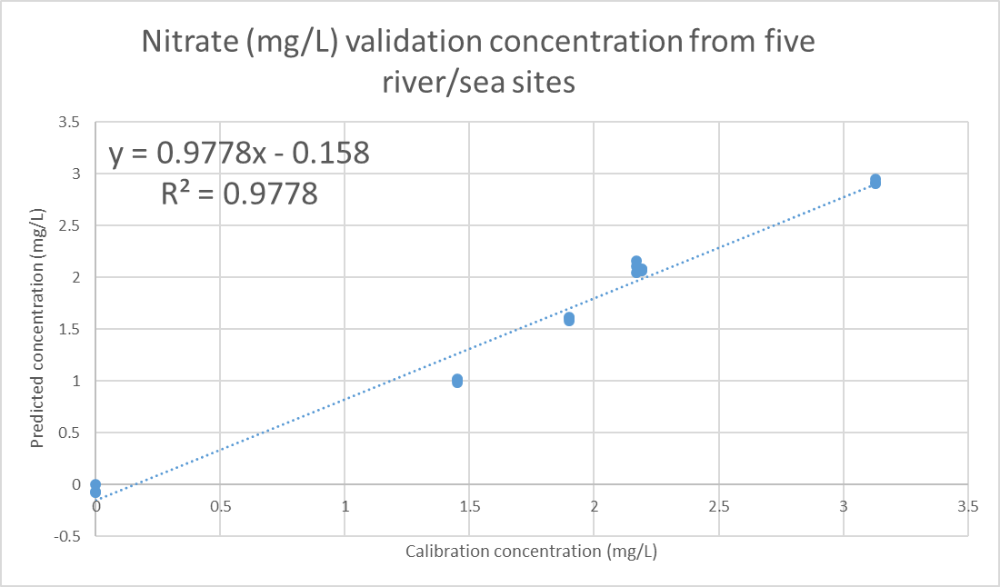 Nitrate (mg/L) validation concentration from five
river/sea sites
3.5
y = 0.9778x - 0.158
R² = 0.9778
3
2.5
2
1.5
1
0.5
0
-0.5
Predicted concentration (mg/L)
0
0.5
1
1.5
2
2.5
3
3.5
Calibration concentration (mg/L)